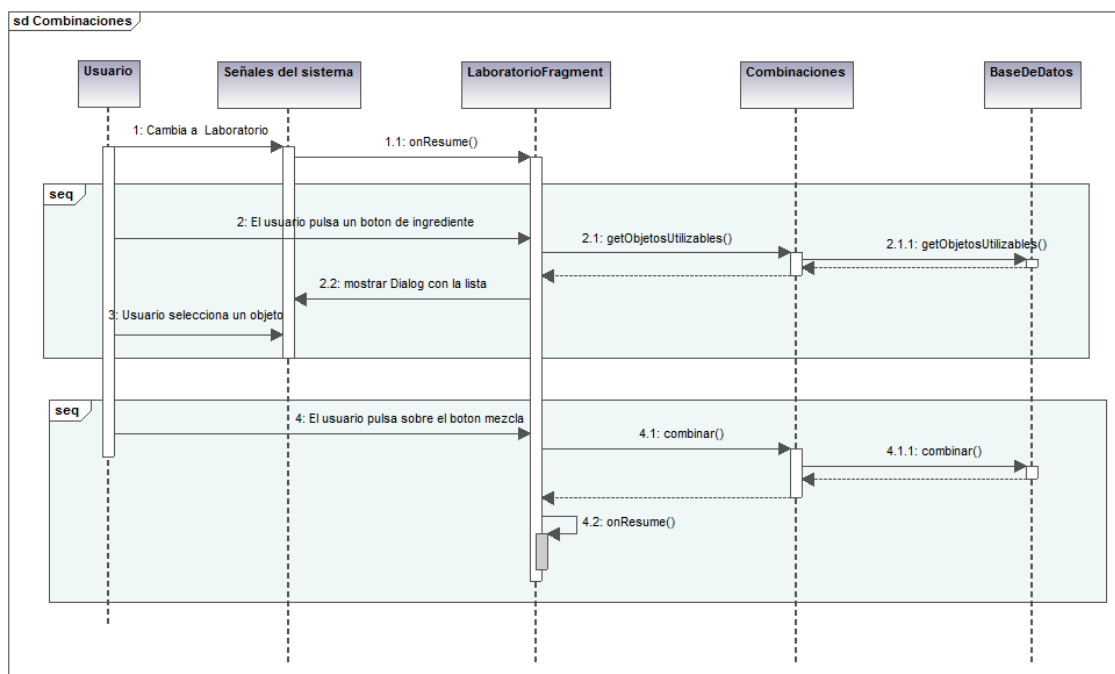 sd Combinaciones
Usuario
Señales del sistema
LaboratorioFragment
Combinaciones
BaseDeDatos
1: Cambia a Laboratorio
1.1: onResume()
seq
2: El usuario pulsa un boton de ingrediente
2.1: getObjetosUtilizables()
2.1.1: getObjetosUtilizables()
2.2: mostrar Dialog con la lista
3: Usuario selecciona un objeto
seq
4: El usuario pulsa sobre el boton mezcla
4.1: combinar()
4.1.1: combinar()
4.2: onResume()